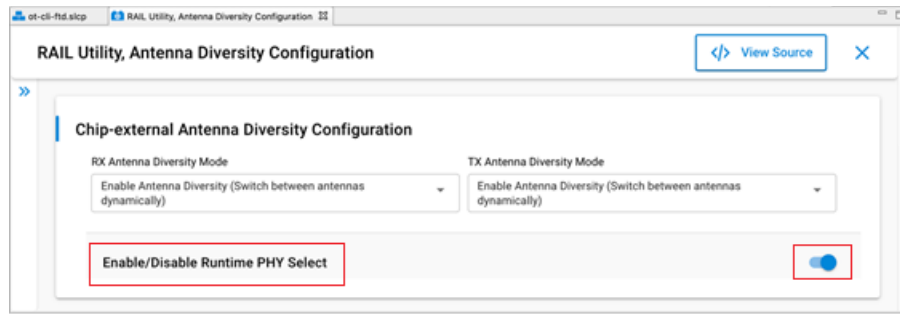 ot-cli-ftd.slcp
RAIL Utility, Antenna Diversity Configuration
RAIL Utility, Antenna Diversity Configuration
</> View Source
Chip-external Antenna Diversity Configuration
RX Antenna Diversity Mode
TX Antenna Diversity Mode
Enable Antenna Diversity (Switch between antennas
dynamically)
Enable Antenna Diversity (Switch between antennas
dynamically)
Enable/Disable Runtime PHY Select